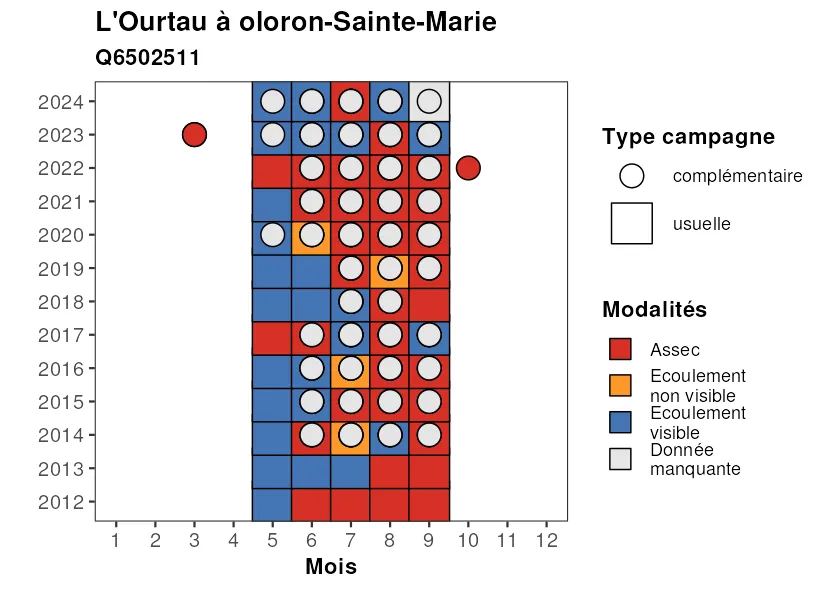 L'Ourtau à oloron-Sainte-Marie
Q6502511
2024
2023
2022
2021
2020
2019
2018
2017
2016
2015
2014
2013
2012
1 2 3 4 5 6 7 8 9 10 11 12
Mois
Type campagne
complémentaire
usuelle
Modalités
Assec
Ecoulement
non visible
Ecoulement
visible
Donnée
manquante